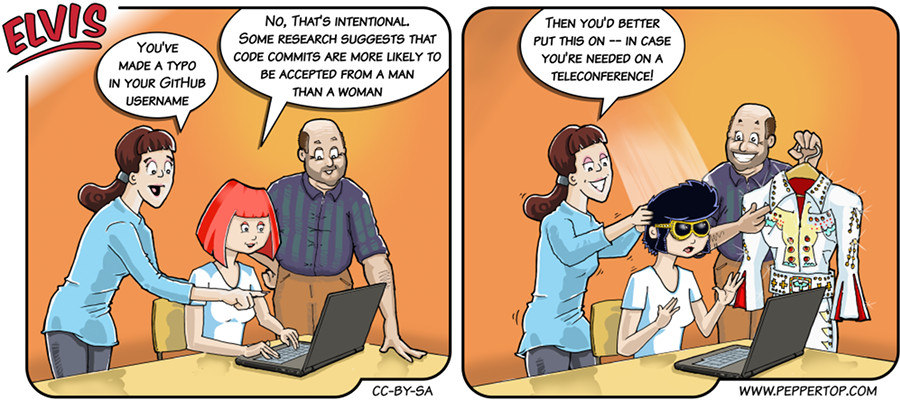 ELVIS
YOU'VE
MADE A TYPO
IN YOUR GITHUB
USERNAME
NO, THAT'S INTENTIONAL.
SOME RESEARCH SUGGESTS THAT
CODE COMMITS ARE MORE LIKELY TO
BE ACCEPTED FROM A MAN
THAN A WOMAN
CC-BY-SA
THEN YOU'D BETTER
PUT THIS ON -- IN CASE
YOU'RE NEEDED ON A
TELECONFERENCE!
WWW.PEPPERTOP.COM